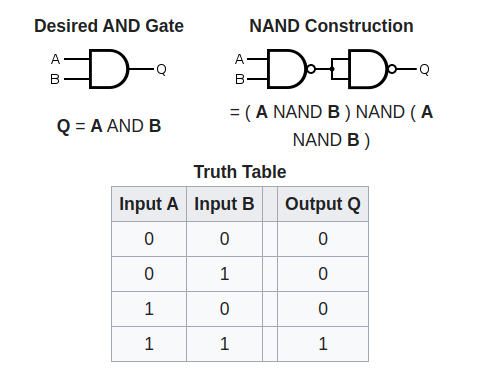 Desired AND Gate
NAND Construction
A
B
Q
A
B
Q
Q = A AND B
= ( A NAND B ) NAND ( A
NAND B )
Truth Table
Input A Input B Output Q
0 0 0
0 1 0
1 0 0
1 1 1